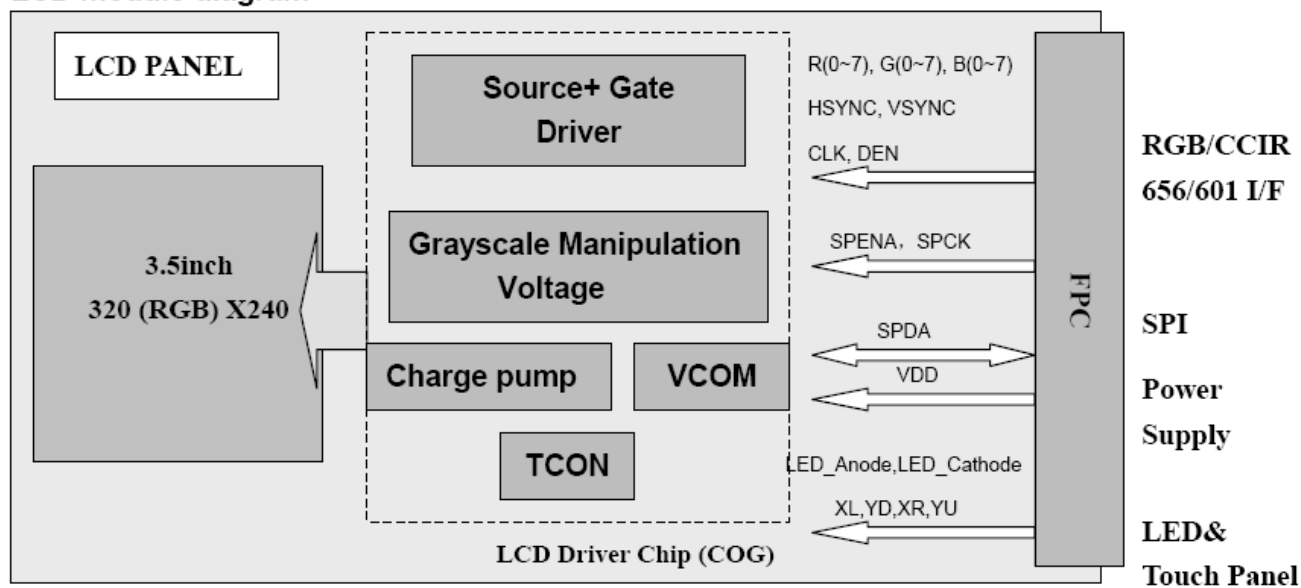 LCD PANEL
Source+ Gate
Driver
R(0~7), G(0~7), B(0~7)
HSYNC, VSYNC
CLK, DEN
RGB/CCIR
656/601 I/F
3.5inch
320 (RGB) X240
Grayscale Manipulation
Voltage
SPENA，SPCK
FPC
SPDA
SPI
Charge pump
VCOM
VDD
Power
Supply
TCON
LED_Anode,LED_Cathode
XL,YD,XR,YU
LCD Driver Chip (COG)
LED&
Touch Panel